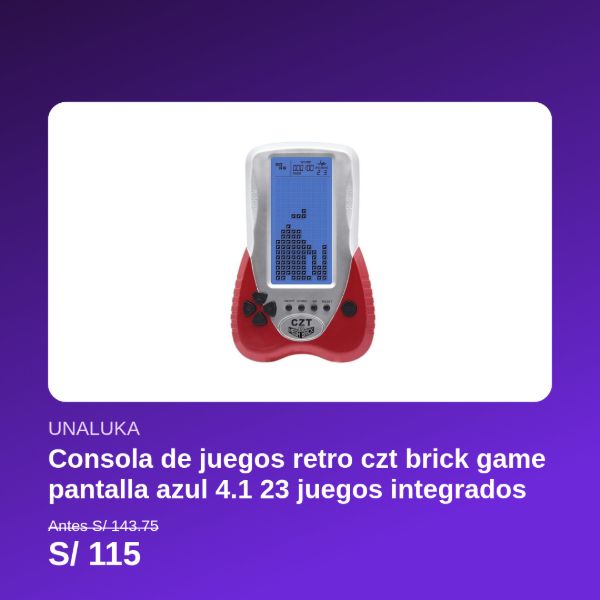 CZT
UNALUKA
Consola de juegos retro czt brick game
pantalla azul 4.1 23 juegos integrados
Antes S/ 143.75
S/ 115